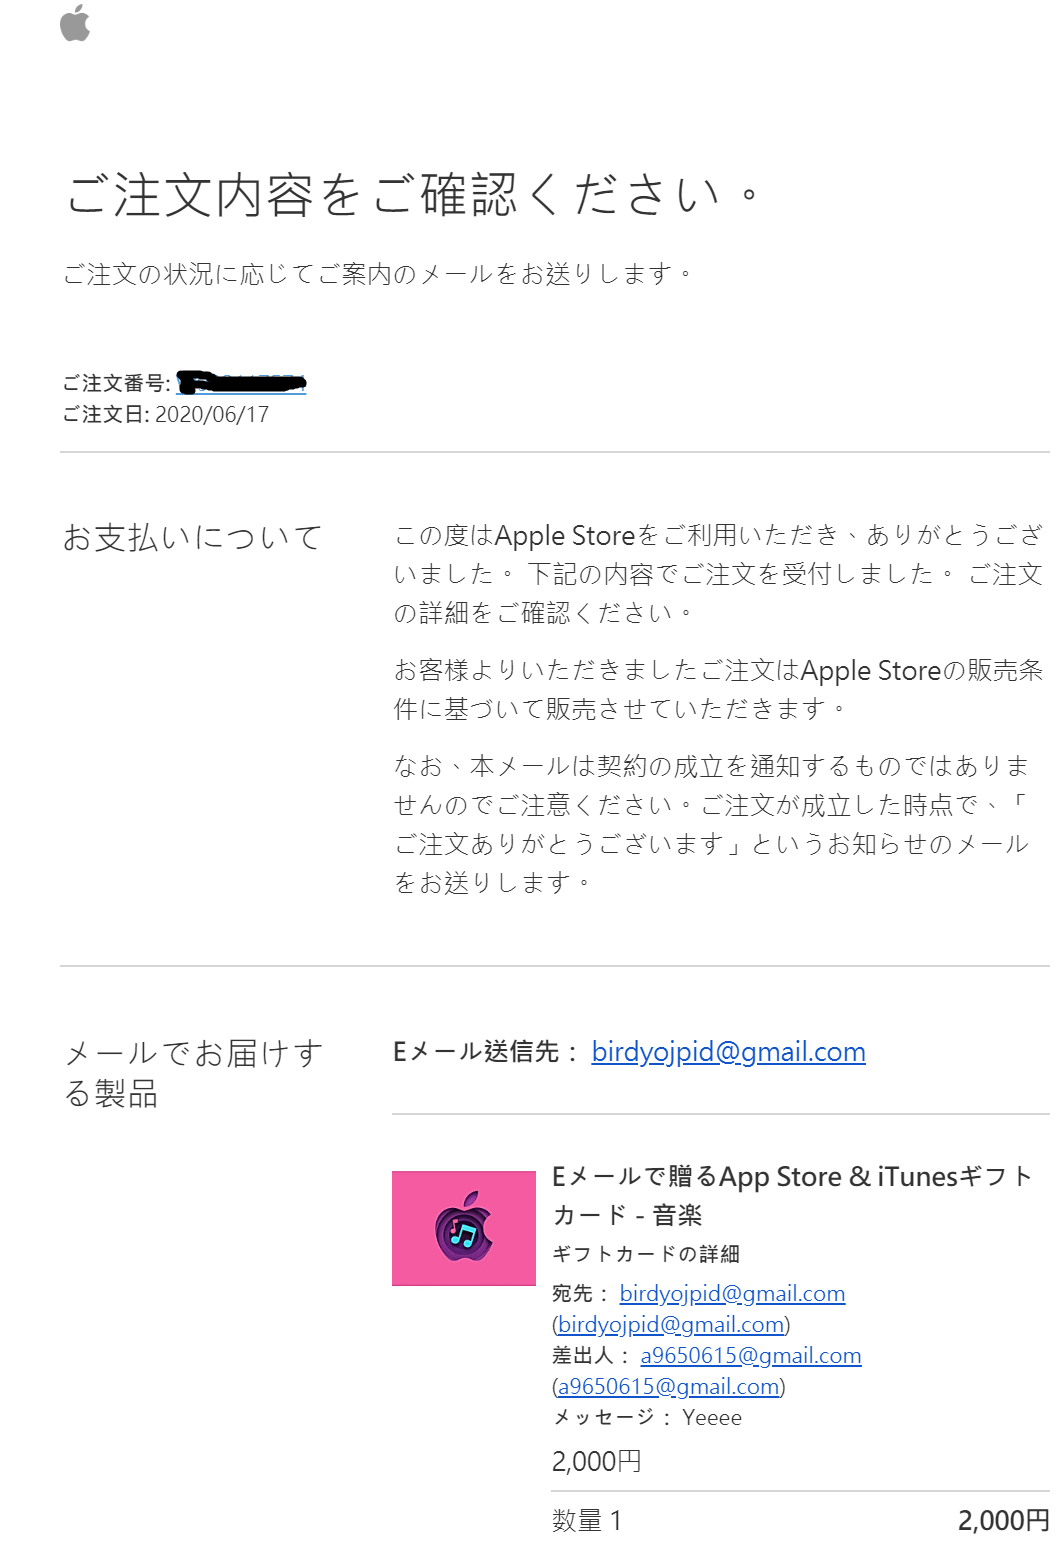 ご注文内容をご確認ください。
ご注文の状況に応じてご案内のメールをお送りします。
ご注文番号:
ご注文日: 2020/06/17
お支払いについて
この度はApple Storeをご利用いただき、ありがとうござ
いました。 下記の内容でご注文を受付しました。 ご注文
の詳細をご確認ください。
お客様よりいただきましたご注文はApple Storeの販売条
件に基づいて販売させていただきます。
なお、本メールは契約の成立を通知するものではありま
せんのでご注意ください。ご注文が成立した時点で、「
ご注文ありがとうございます」というお知らせのメール
をお送りします。
メールでお届けす
る製品
Eメール送信先： birdyojpid@gmail.com
Eメールで贈るApp Store & iTunesギフト
カード - 音楽
ギフトカードの詳細
宛先： birdyojpid@gmail.com
(birdyojpid@gmail.com)
差出人： a9650615@gmail.com
(a9650615@gmail.com)
メッセージ： Yeeee
2,000円
数量 1 2,000円